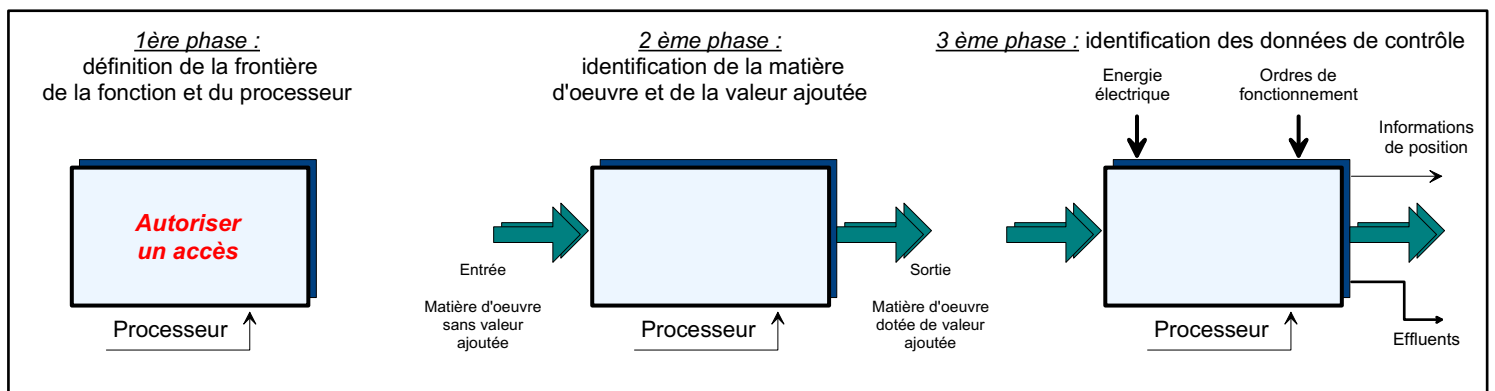 1ère phase :
définition de la frontière
de la fonction et du processeur
Autoriser
un accès
Processeur
2 ème phase :
identification de la matière
d'oeuvre et de la valeur ajoutée
Entrée
Matière d'oeuvre
sans valeur
ajoutée
Processeur
Sortie
Matière d'oeuvre
dotée de valeur
ajoutée
3 ème phase : identification des données de contrôle
Energie
électrique
Ordres de
fonctionnement
Informations
de position
Processeur
Effluents